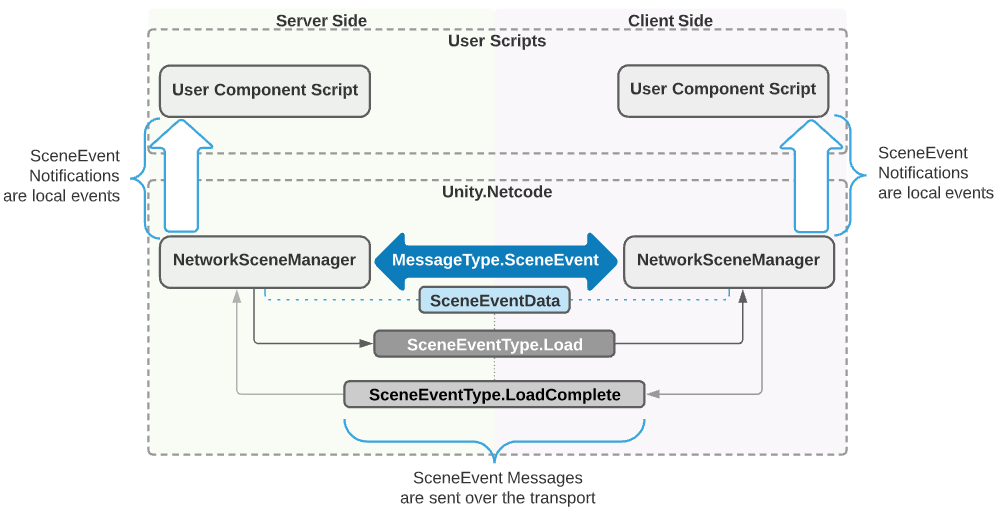 Server Side
Client Side
User Scripts
User Component Script
User Component Script
SceneEvent
Notifications
are local events
SceneEvent
Notifications
are local events
Unity.Netcode
NetworkSceneManager
MessageType.SceneEvent
NetworkSceneManager
SceneEventData
SceneEventType.Load
SceneEventType.LoadComplete
SceneEvent Messages
are sent over the transport